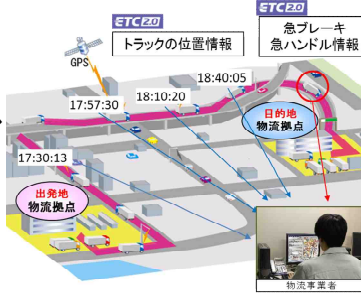 ETC2.0
トラックの位置情報
ETC2.0
急ブレーキ
急ハンドル情報
GPS
18:40:05
18:10:20
17:57:30
目的地
物流拠点
17:30:13
出発地
物流拠点
物流事業者